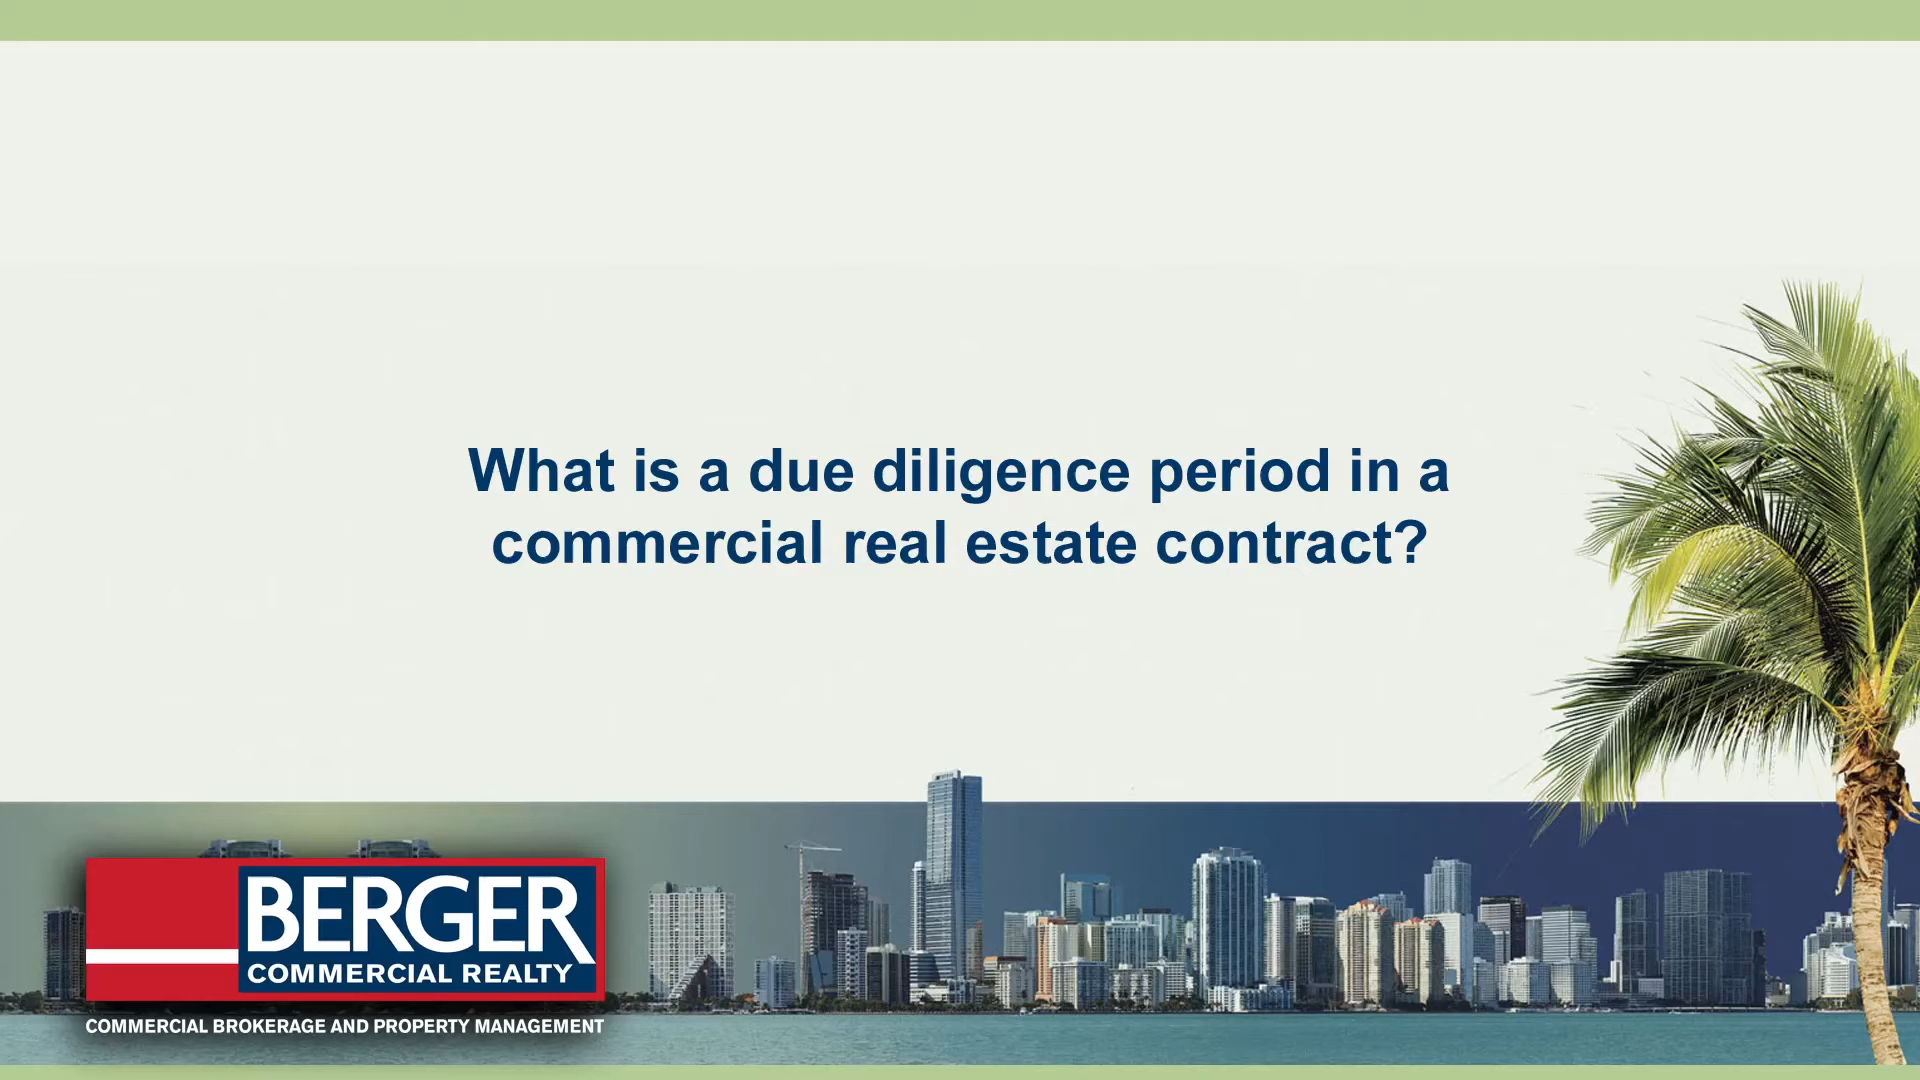 What is a due diligence period in a
commercial real estate contract?
BERGER
COMMERCIAL REALTY
COMMERCIAL BROKERAGE AND PROPERTY MANAGEMENT